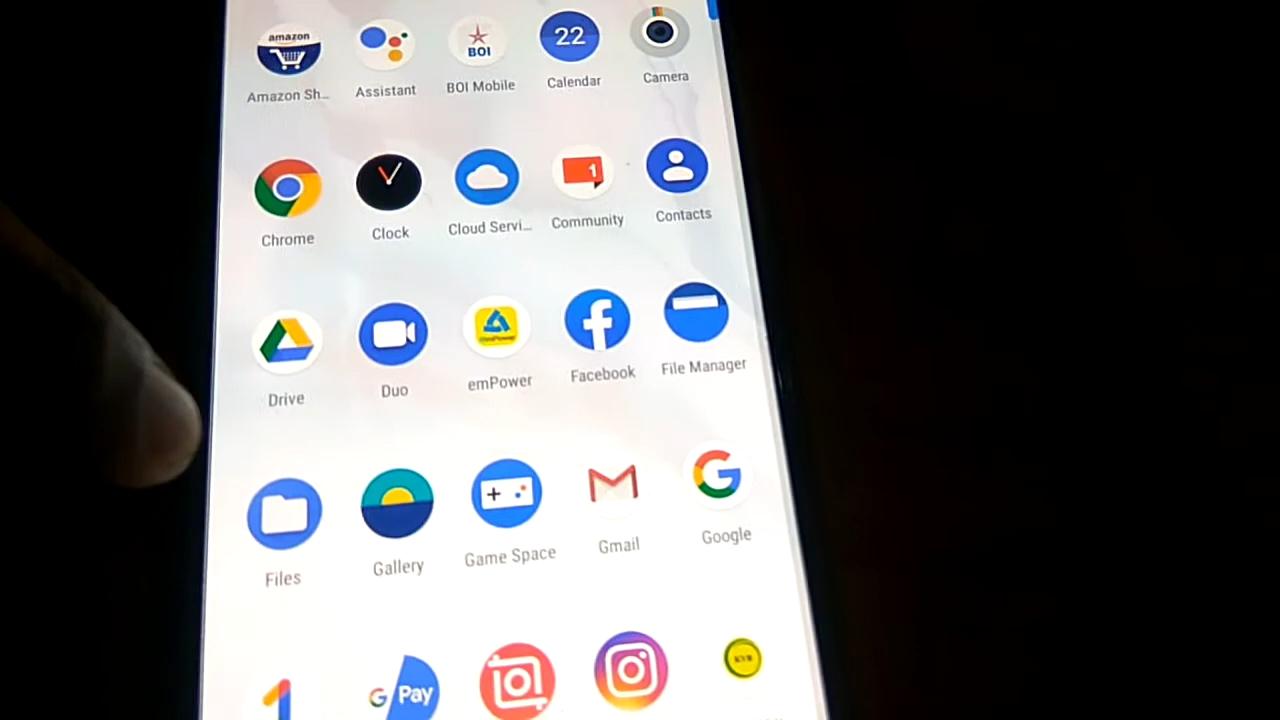 amazon
BOI
22
Amazon Sh...
Assistant
BOI Mobile
Calendar
Camera
1
Chrome
Clock
Cloud Servi...
Community
Contacts
emPower
Drive
Duo
emPower
Facebook
File Manager
Files
Gallery
Game Space
Gmail
Google
G Pay